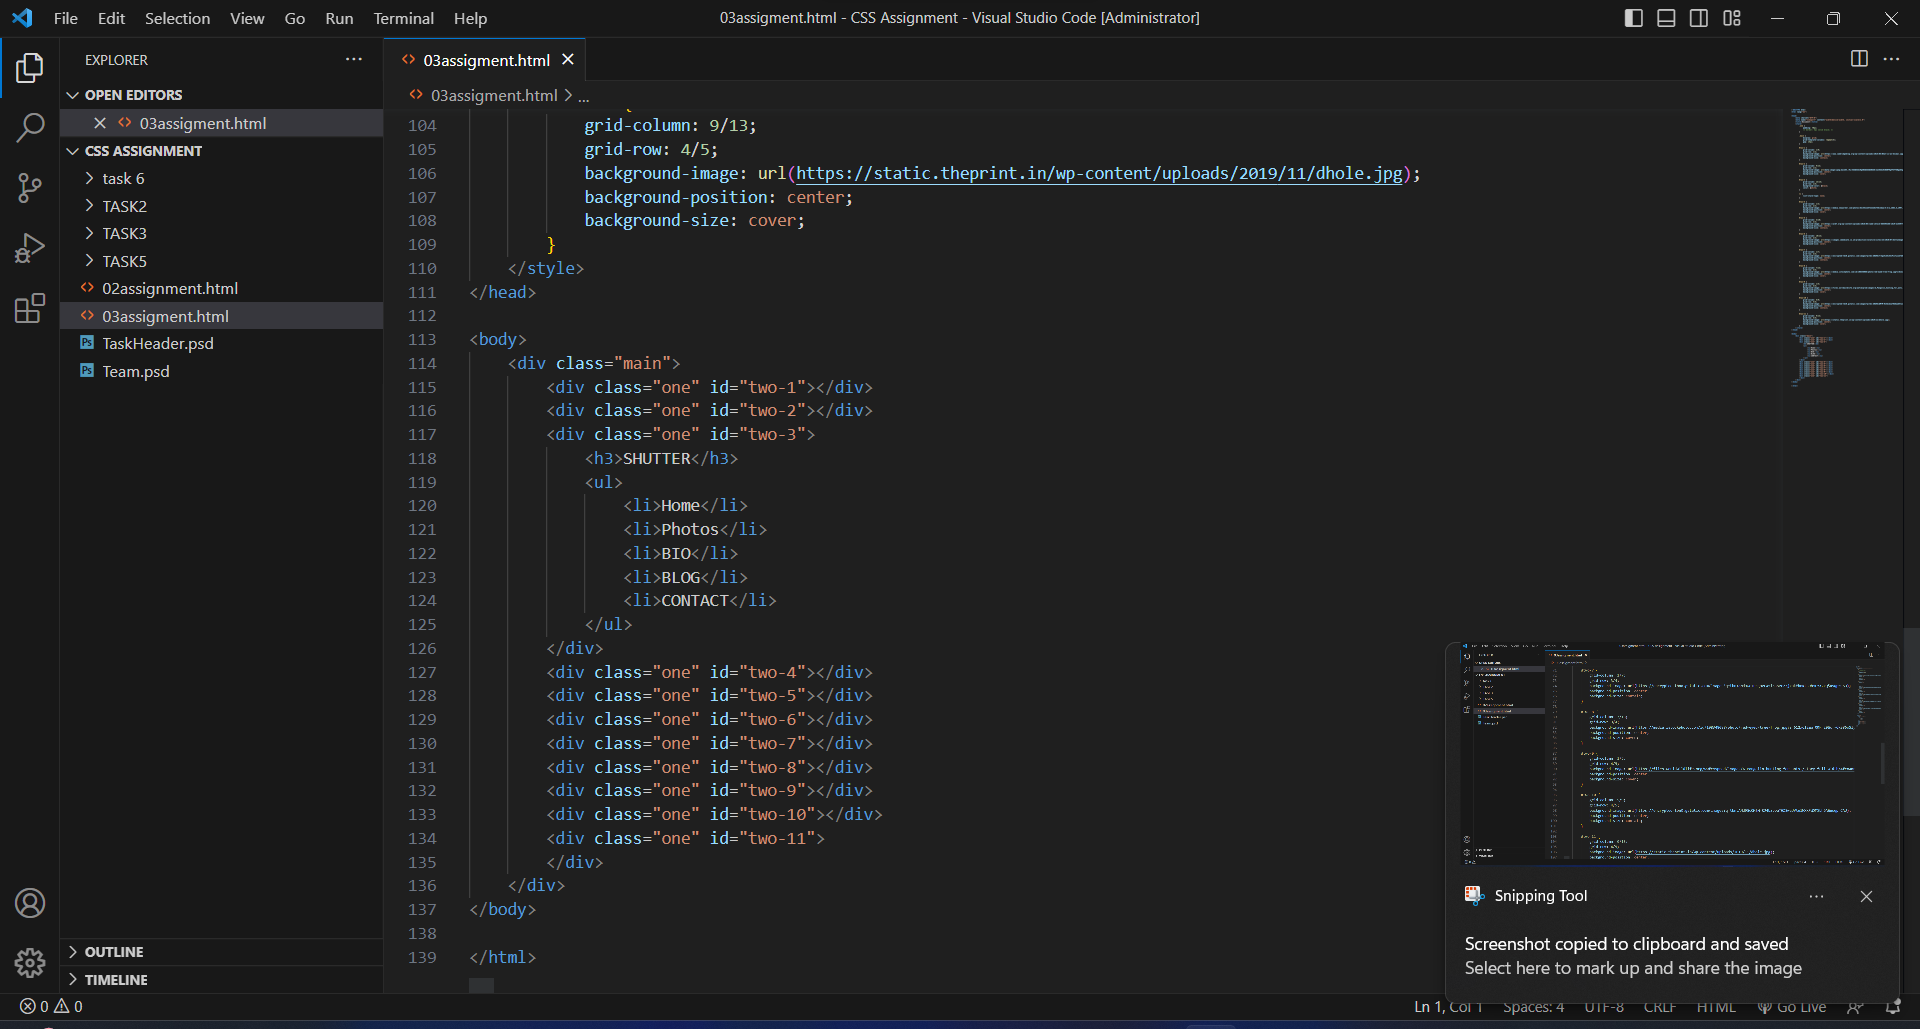 File Edit Selection View Go Run Terminal Help
03assigment.html - CSS Assignment - Visual Studio Code [Administrator]
EXPLORER
OPEN EDITORS
03assigment.html
CSS ASSIGNMENT
task 6
TASK2
TASK3
TASK5
02assignment.html
03assigment.html
TaskHeader.psd
Team.psd
OUTLINE
TIMELINE
03assigment.html
03assigment.html > ...
104 grid-column: 9/13;
105 grid-row: 4/5;
106 background-image: url(https://static.theprint.in/wp-content/uploads/2019/11/dhole.jpg);
107 background-position: center;
108 background-size: cover;
109 }
110 </style>
111 </head>
112
113 <body>
114 <div class="main">
115 <div class="one" id="two-1"></div>
116 <div class="one" id="two-2"></div>
117 <div class="one" id="two-3">
118 <h3>SHUTTER</h3>
119 <ul>
120 <li>Home</li>
121 <li>Photos</li>
122 <li>BIO</li>
123 <li>BLOG</li>
124 <li>CONTACT</li>
125 </ul>
126 </div>
127 <div class="one" id="two-4"></div>
128 <div class="one" id="two-5"></div>
129 <div class="one" id="two-6"></div>
130 <div class="one" id="two-7"></div>
131 <div class="one" id="two-8"></div>
132 <div class="one" id="two-9"></div>
133 <div class="one" id="two-10"></div>
134 <div class="one" id="two-11">
135 </div>
136 </div>
137 </body>
138
139 </html>
Snipping Tool
Screenshot copied to clipboard and saved
Select here to mark up and share the image
0 0
Ln 1, Col 1 Spaces: 4 UTF-8 CRLF HTML Go Live